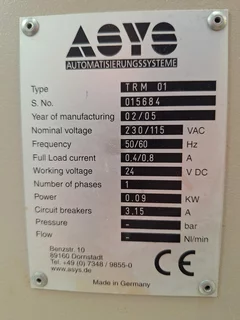 ASYS
AUTOMATISIERUNGSSYSTEME
Type TRM 01
S. No. 015684
Year of manufacturing 02/05
Nominal voltage 230/115 VAC
Frequency 50/60 Hz
Full Load current 0.4/0.8 A
Working voltage 24 V DC
Number of phases 1
Power 0.09 KW
Circuit breakers 3.15 A
Pressure - bar
Flow - Nl/min
Benzstr. 10
89160 Dornstadt
Tel. +49 (0) 7348 / 9855-0
www.asys.de
CE
Made in Germany